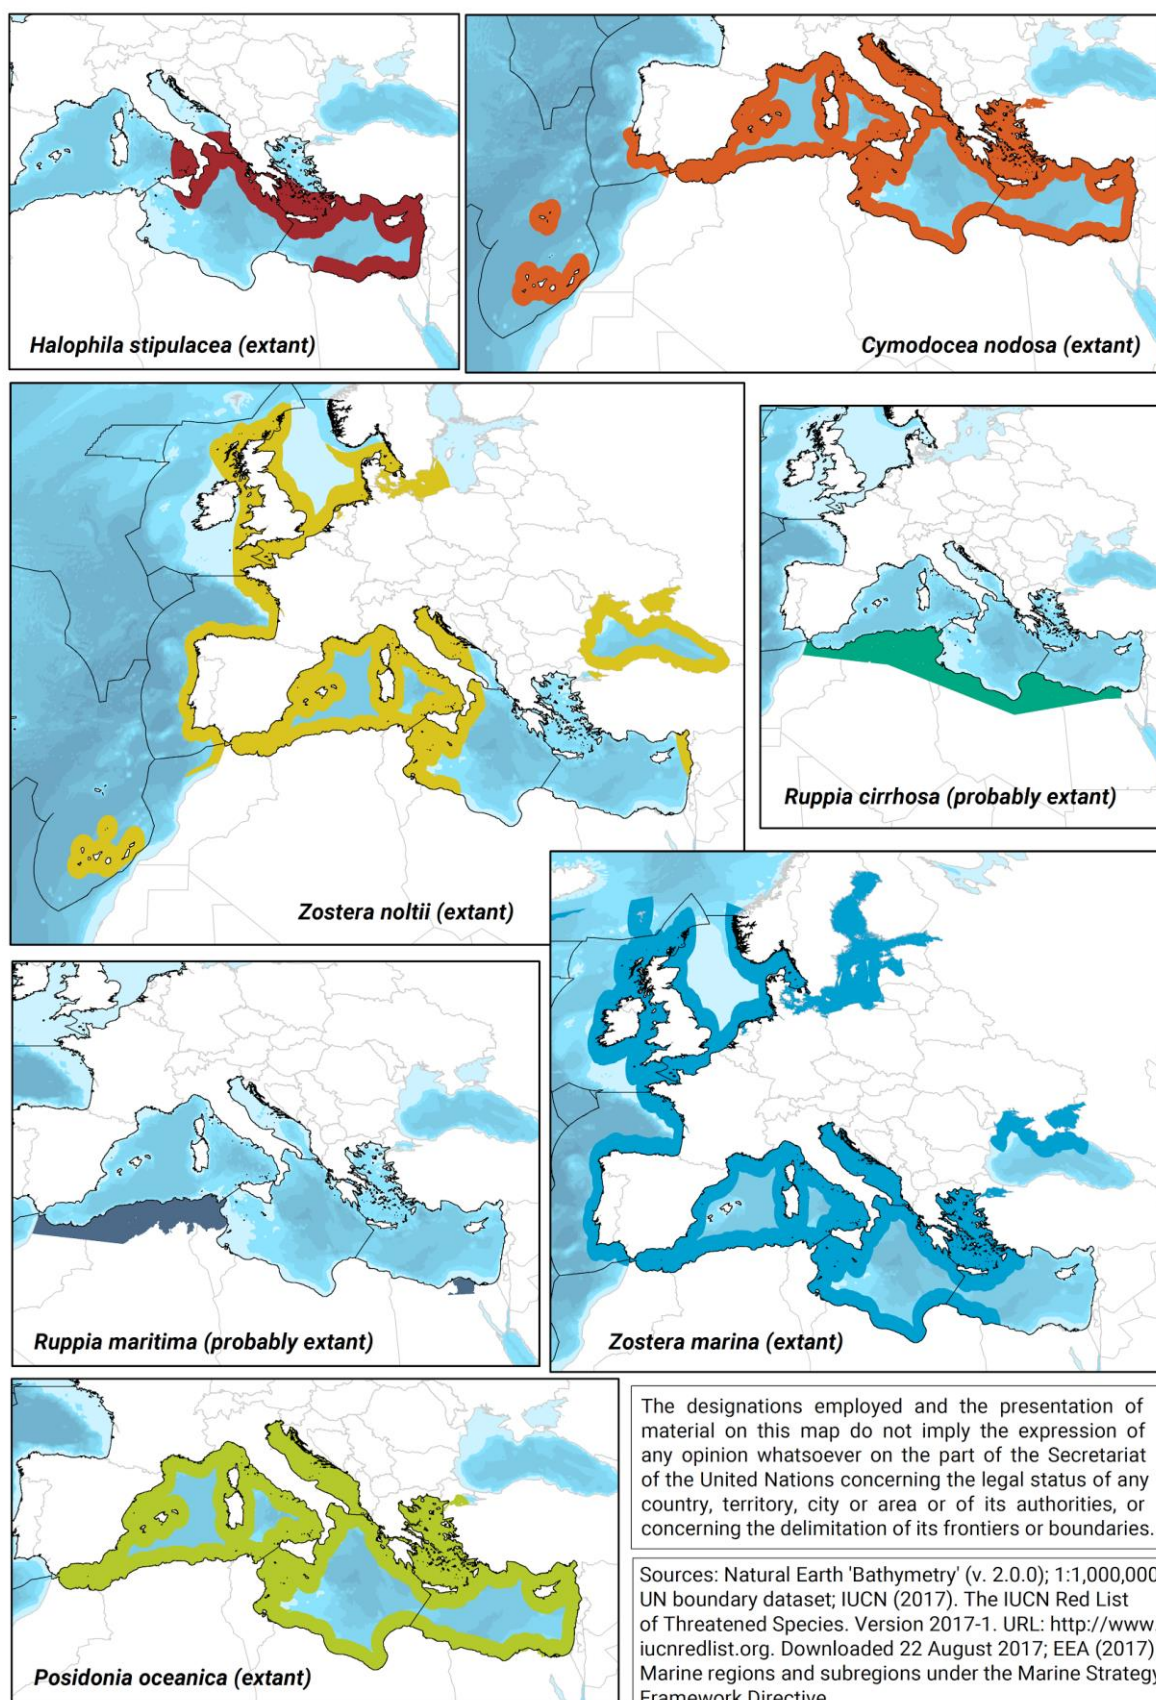 Halophila stipulacea (extant)
Cymodocea nodosa (extant)
Zostera noltii (extant)
Ruppia cirrhosa (probably extant)
Ruppia maritima (probably extant)
Zostera marina (extant)
Posidonia oceanica (extant)
The designations employed and the presentation of
material on this map do not imply the expression of
any opinion whatsoever on the part of the Secretariat
of the United Nations concerning the legal status of any
country, territory, city or area or of its authorities, or
concerning the delimitation of its frontiers or boundaries.
Sources: Natural Earth 'Bathymetry' (v. 2.0.0); 1:1,000,000
UN boundary dataset; IUCN (2017). The IUCN Red List
of Threatened Species. Version 2017-1. URL: http://www.
iucnredlist.org. Downloaded 22 August 2017; EEA (2017)
Marine regions and subregions under the Marine Strategy
Framework Directive